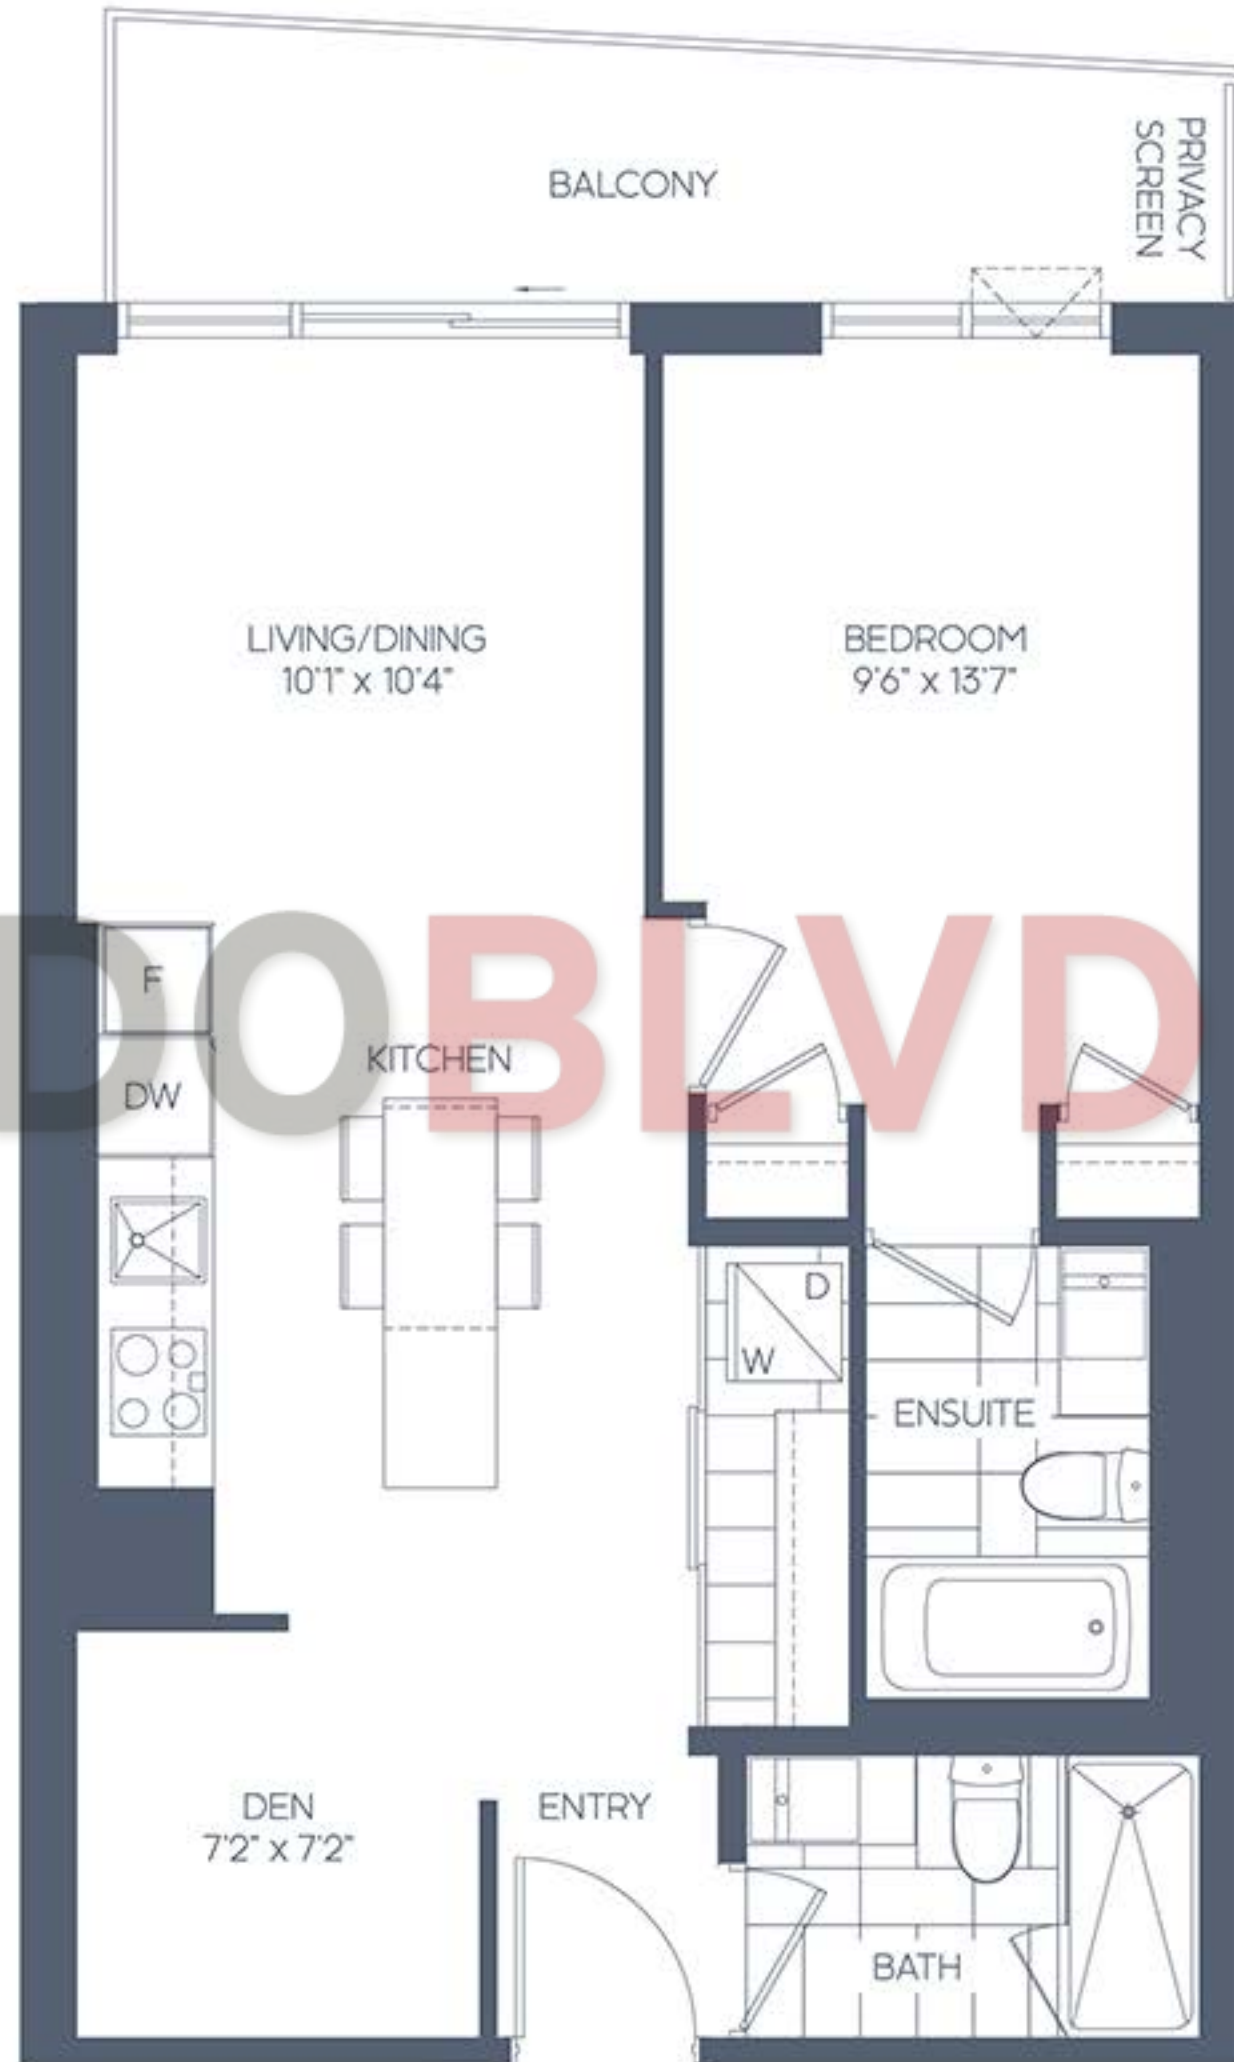 BALCONY
PRIVACY
SCREEN
LIVING/DINING
10'1" x 10'4"
BEDROOM
9'6" x 13'7"
DOBLVD
F
KITCHEN
DW
D
W
ENSUITE
DEN
7'2" x 7'2"
ENTRY
BATH